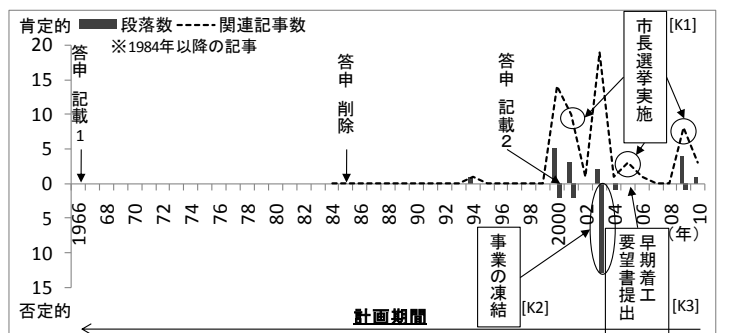 肯定的 段落数 関連記事数
※1984年以降の記事
20
15
10
5
0
5
10
15
否定的
答申 記載1
答申 削除
答申 記載2
市長選挙実施 [K1]
1966 68 70 72 74 76 78 80 82 84 86 88 90 92 94 96 98 2000 02 04 06 08 10
(年)
事業の凍結 [K2]
早期着工
要望書提出 [K3]
計画期間